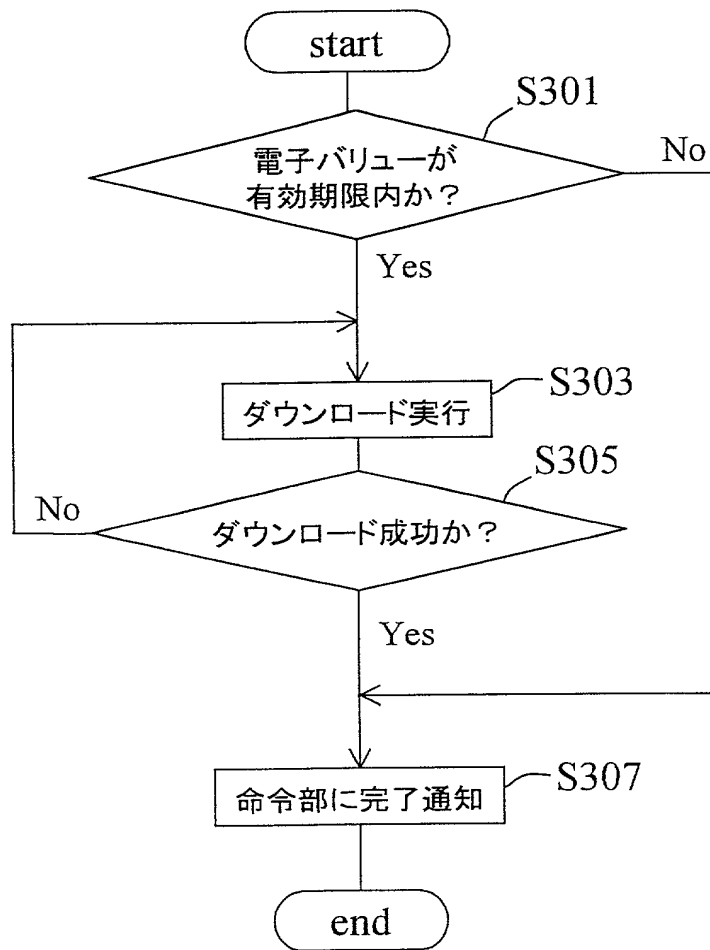 start
S301
電子バリューが
有効期限内か?
No
Yes
S303
ダウンロード実行
S305
ダウンロード成功か?
No
Yes
S307
命令部に完了通知
end